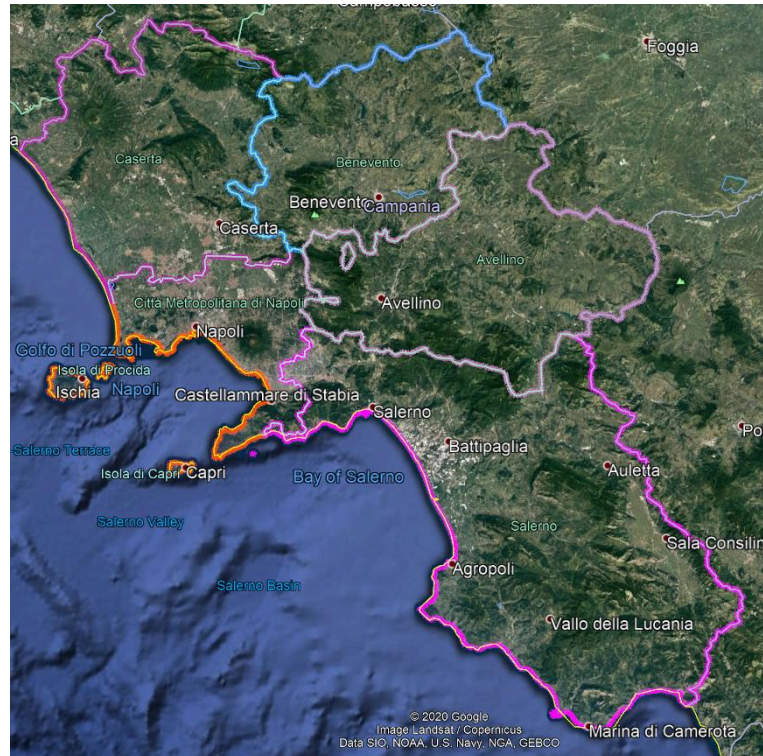 Campobasso
Foggia
a
Caserta
Benevento
Benevento
Campania
Caserta
Avellino
Città Metropolitana di Napoli
Avellino
Napoli
Golfo di Pozzuoli
Isola di Procida
Ischia
Napoli
Castellammare di Stabia
Salerno
Salerno Terrace
Battipaglia
Po
Isola di Capri
Capri
Bay of Salerno
Auletta
Salerno Valley
Salerno
Sala Consilin
Salerno Basin
Agropoli
Vallo della Lucania
© 2020 Google
Image Landsat / Copernicus
Data SIO, NOAA, U.S. Navy, NGA, GEBCO
Marina di Camerota